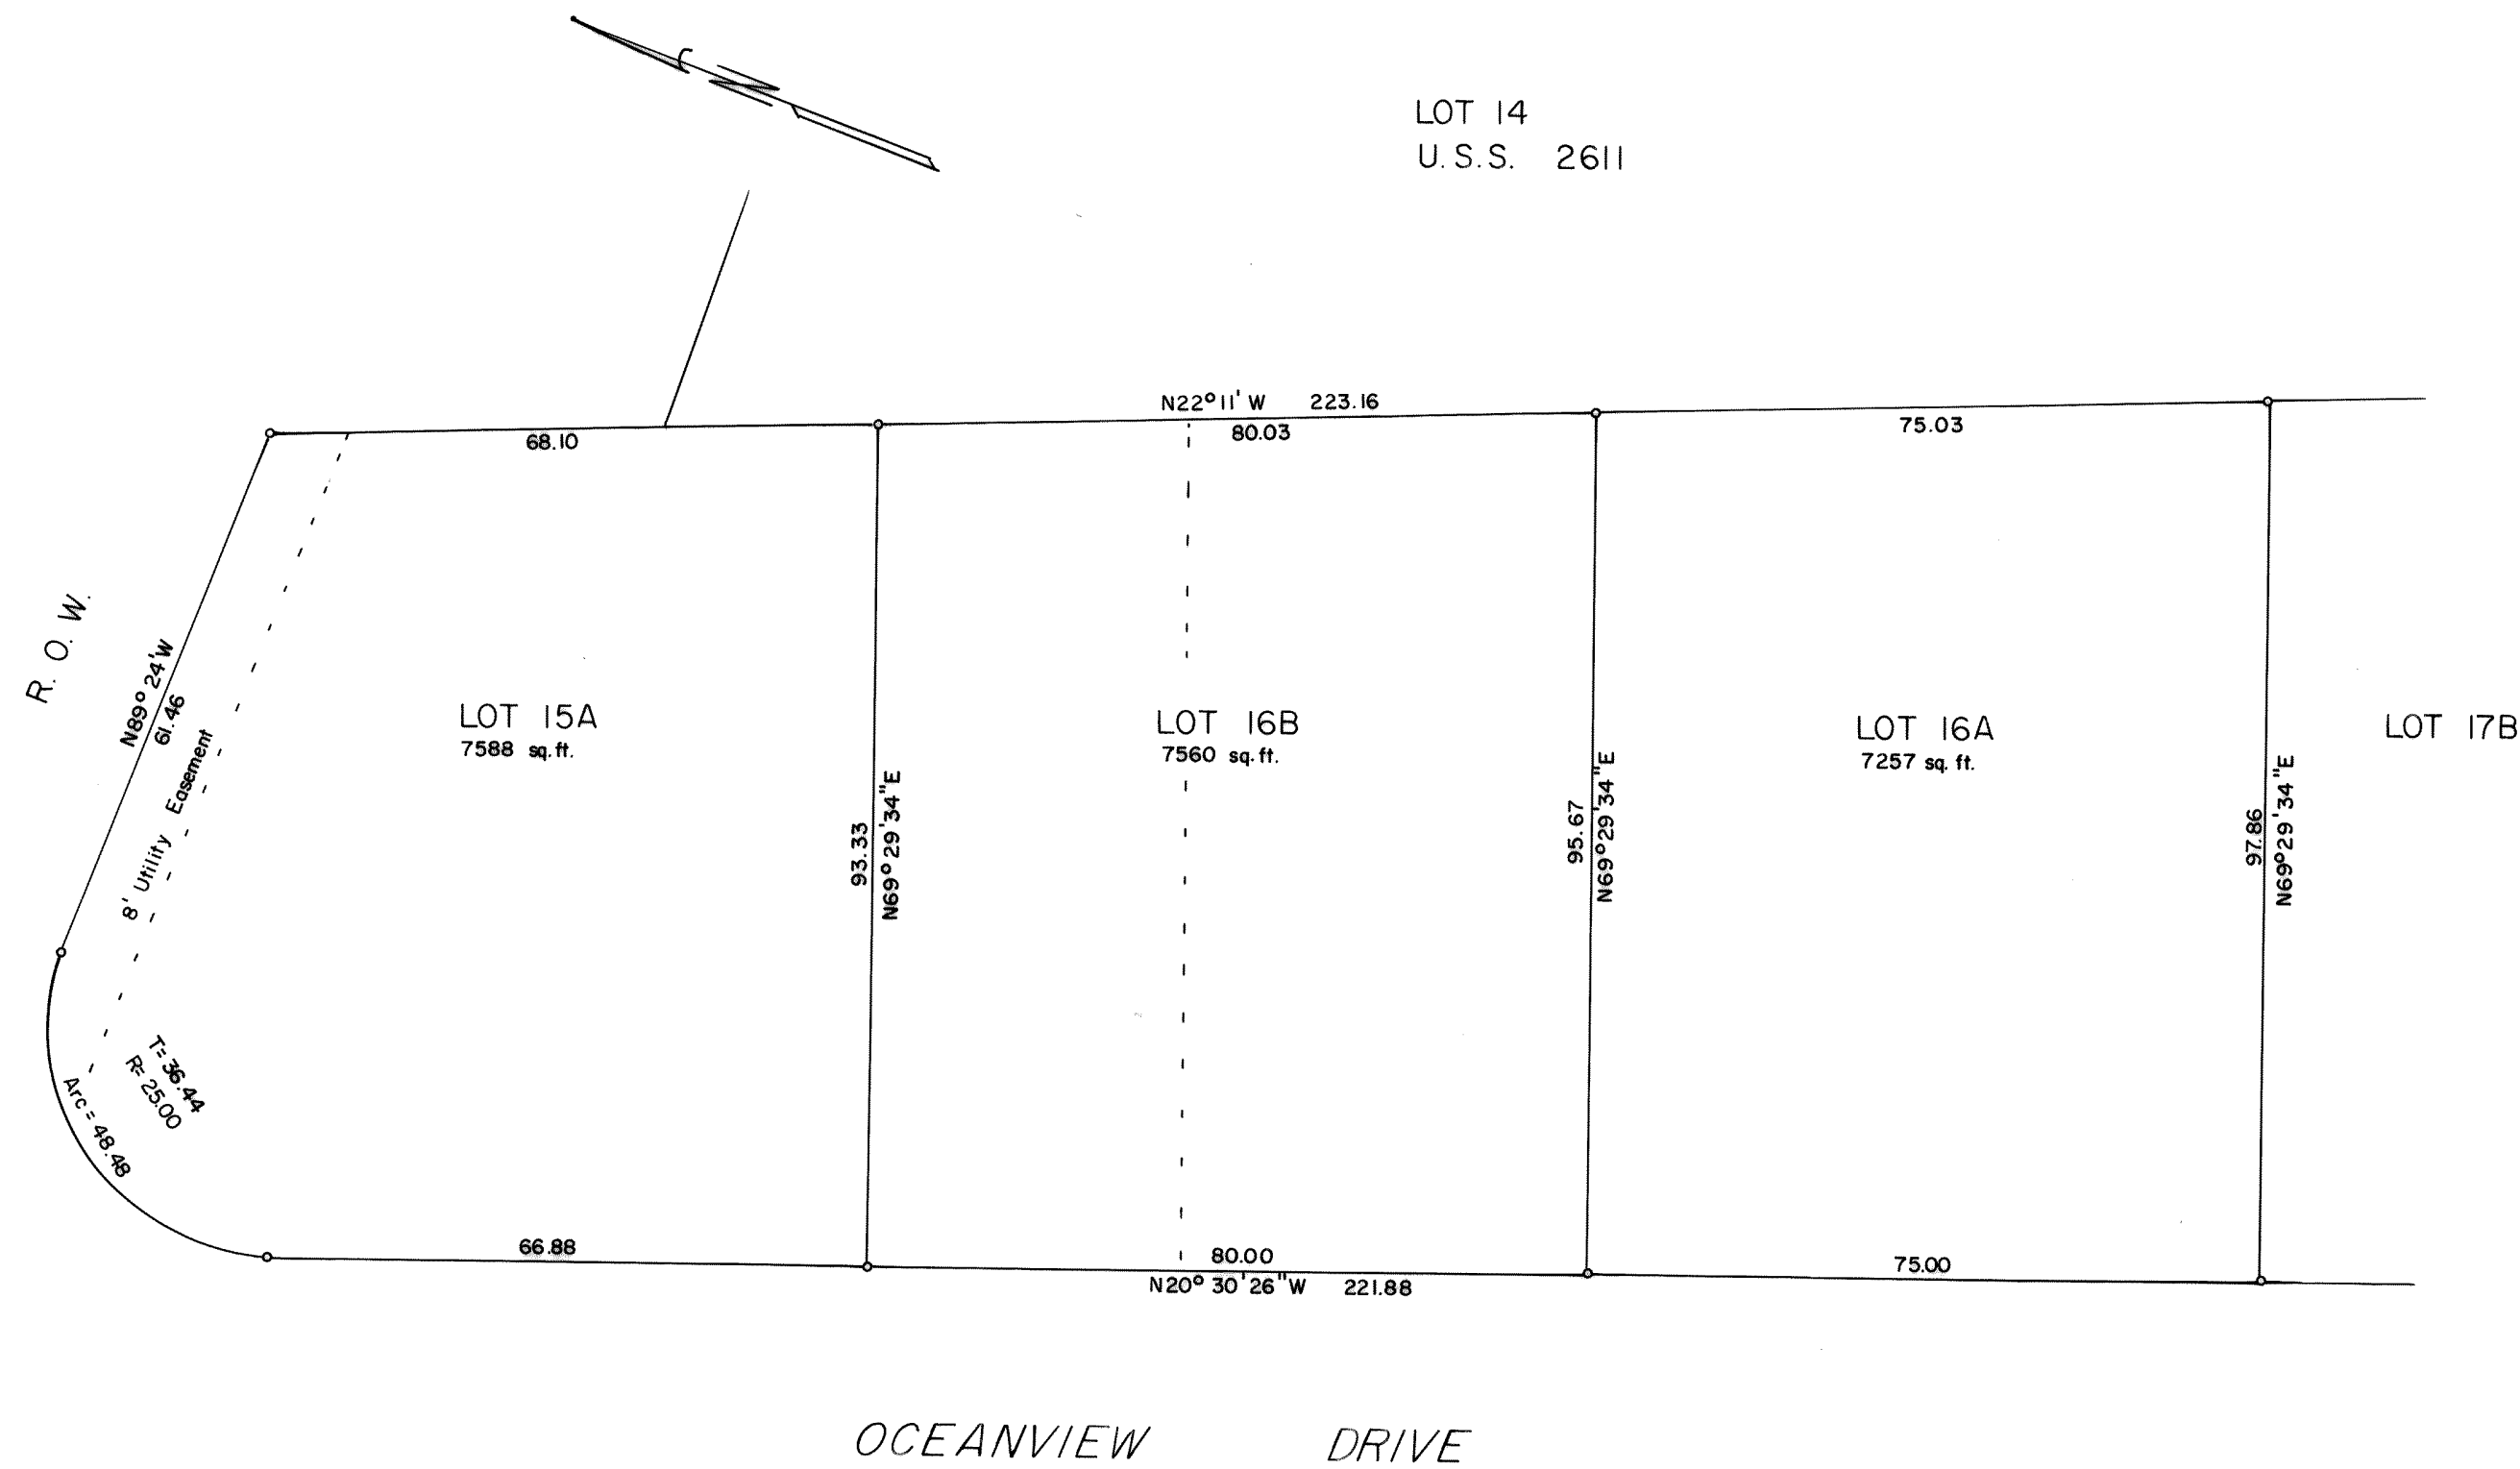 N
LOT 14
U.S.S. 2611
N22°11' W 223.16
68.10
80.03
75.03
R. O. W.
N89° 24' W
61.46
8' Utility Easement
LOT 15A
7588 sq. ft.
93.33
N69° 29' 34" E
LOT 16B
7560 sq. ft.
95.67
N69° 29' 34" E
LOT 16A
7257 sq. ft.
97.86
N69° 29' 34" E
LOT 17B
T= 36.44
R= 25.00
Arc = 48.48
66.88
80.00
75.00
N20° 30' 26" W 221.88
OCEANVIEW DRIVE